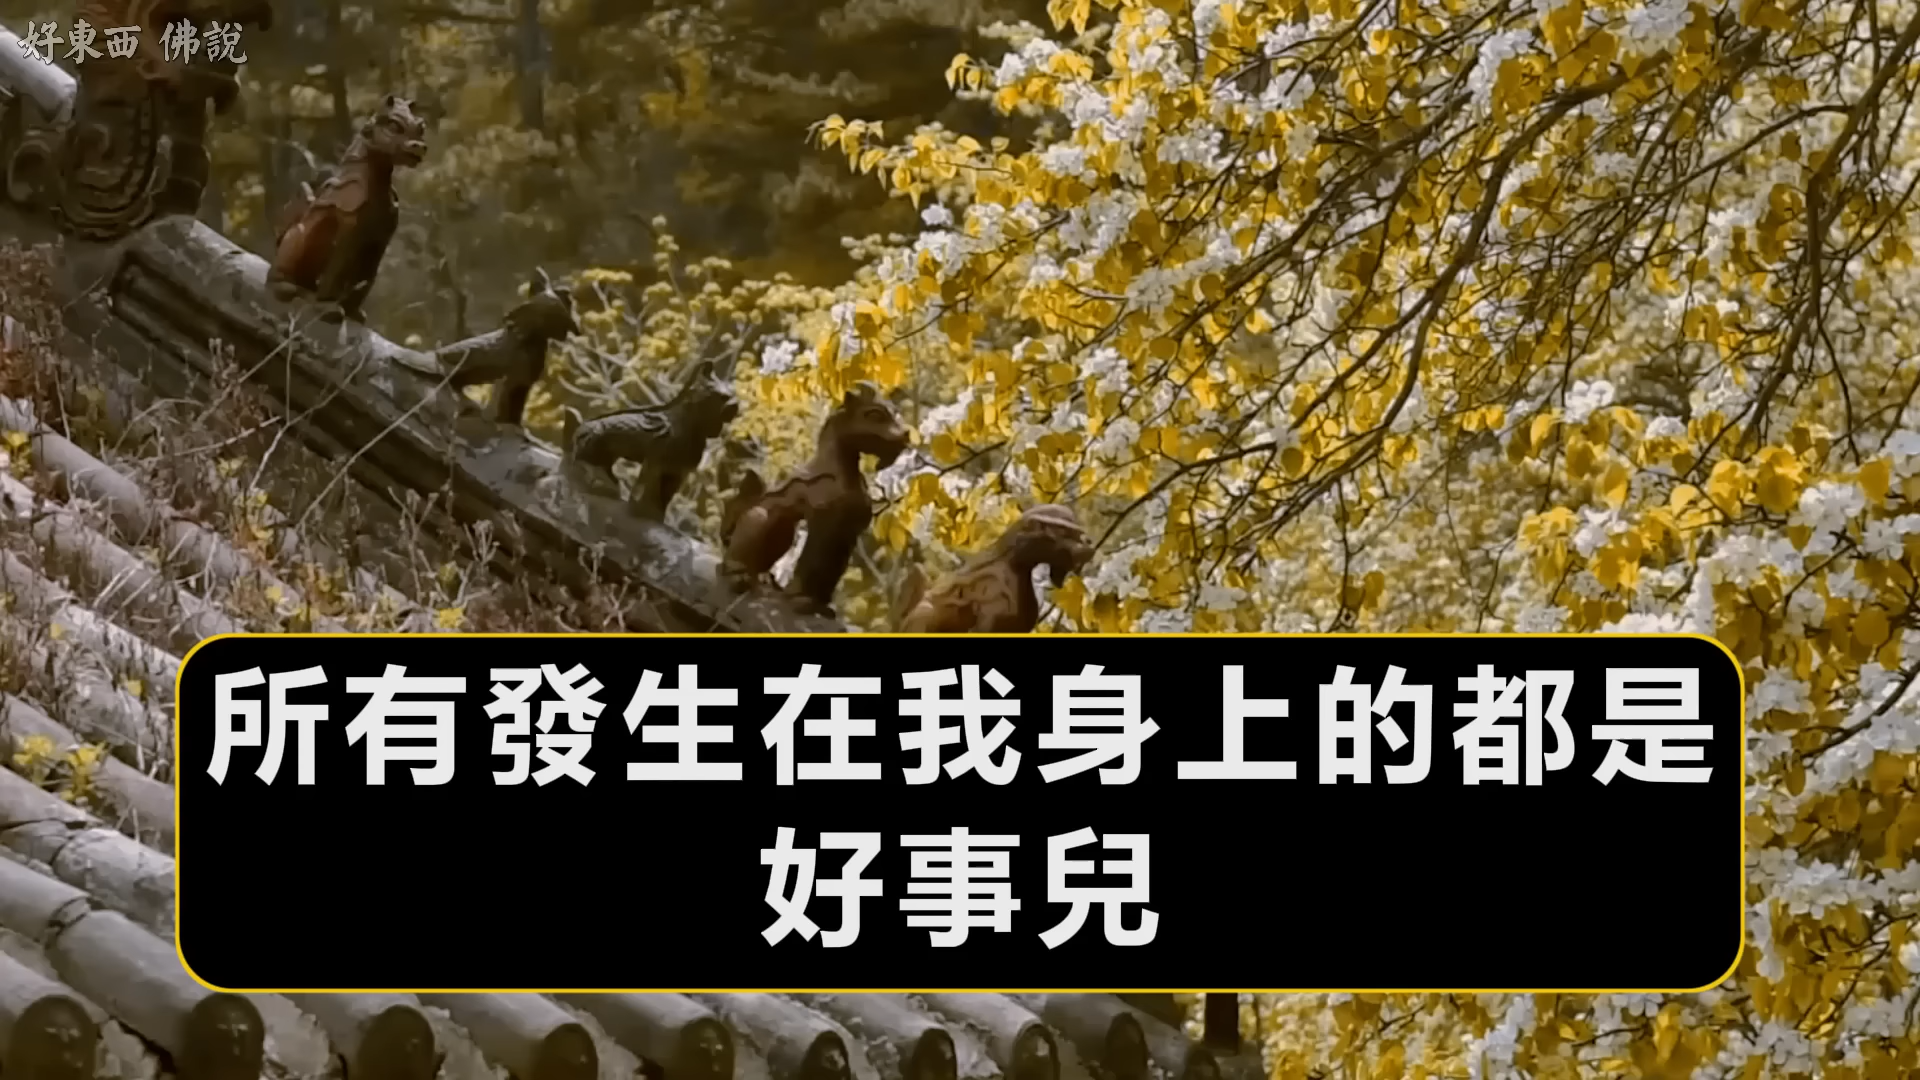 好東西 佛說
所有發生在我身上的都是
好事兒